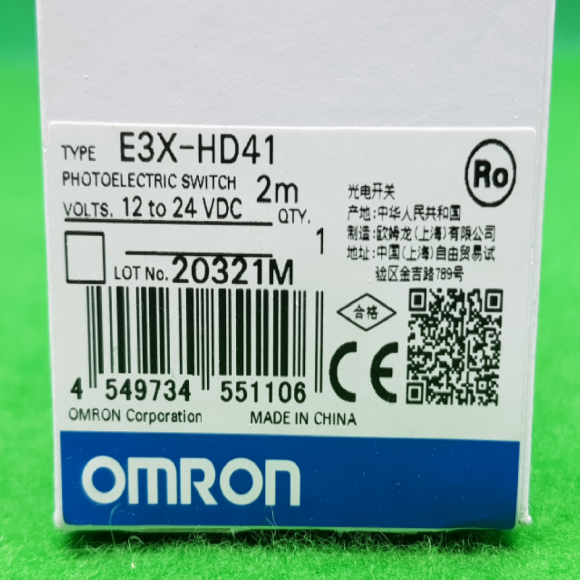 TYPE E3X-HD41
PHOTOELECTRIC SWITCH 2m
VOLTS. 12 to 24 VDC QTY. 1
LOT No. 20321M
Ro
光电开关
产地:中华人民共和国
制造:欧姆龙(上海)有限公司
地址:中国(上海)自由贸易试
验区金吉路789号
合格
CE
4 549734 551106
OMRON Corporation MADE IN CHINA
OMRON